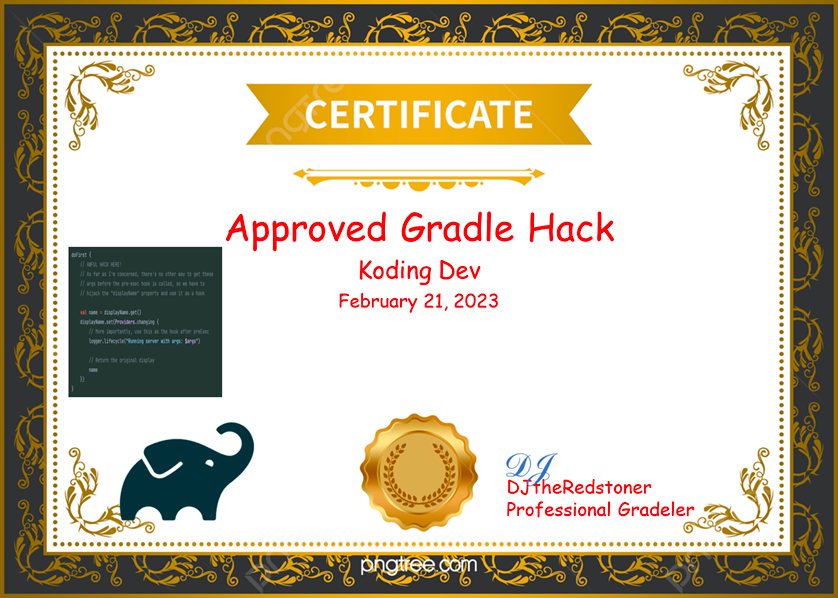 CERTIFICATE
Approved Gradle Hack
Koding Dev
February 21, 2023
doFirst {
// AWFUL HACK HERE!
// As far as I'm concerned, there's no other way to get these
// args before the pre-exec hook is called, so we have to
// hijack the "displayName" property and use it as a hook
val name = displayName.get()
displayName.set(Providers.changing {
// More importantly, use this as the hook after prefixes
logger.lifecycle("Running server with args: $args")
// Return the original display
name
})
}
DJ
DJtheRedstoner
Professional Gradeler
pngtree.com